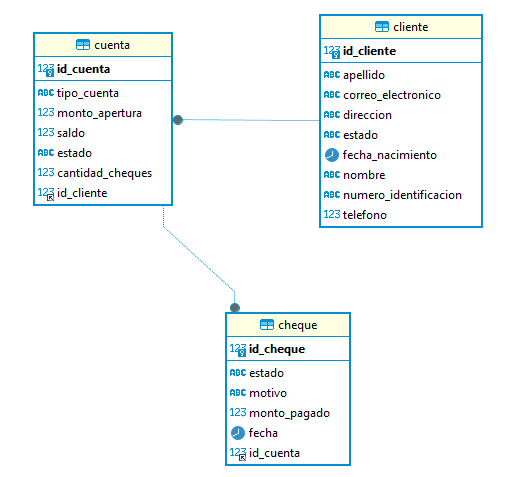 cuenta
123 id_cuenta
ABC tipo_cuenta
123 monto_apertura
123 saldo
ABC estado
123 cantidad_cheques
123 id_cliente
cliente
123 id_cliente
ABC apellido
ABC correo_electronico
ABC direccion
ABC estado
fecha_nacimiento
ABC nombre
ABC numero_identificacion
123 telefono
cheque
123 id_cheque
ABC estado
ABC motivo
123 monto_pagado
fecha
123 id_cuenta